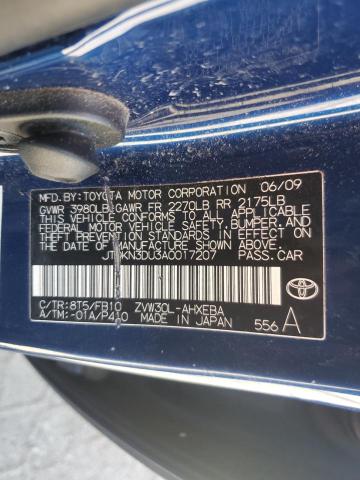 MFD.BY:TOYOTA MOTOR CORPORATION 06/09
GVWR 3980LB GAWR FR 2270LB RR 2175LB
THIS VEHICLE CONFORMS TO ALL APPLICABLE
FEDERAL MOTOR VEHICLE SAFETY, BUMPER, AND
THEFT PREVENTION STANDARDS IN EFFECT ON
THE DATE OF MANUFACTURE SHOWN ABOVE.
JTDKN3DU3A0017207 PASS.CAR
C/TR:8T5/FB10 ZVW30L-AHXEBA
A/TM:-01A/P410 MADE IN JAPAN 556 A
TOYOTA